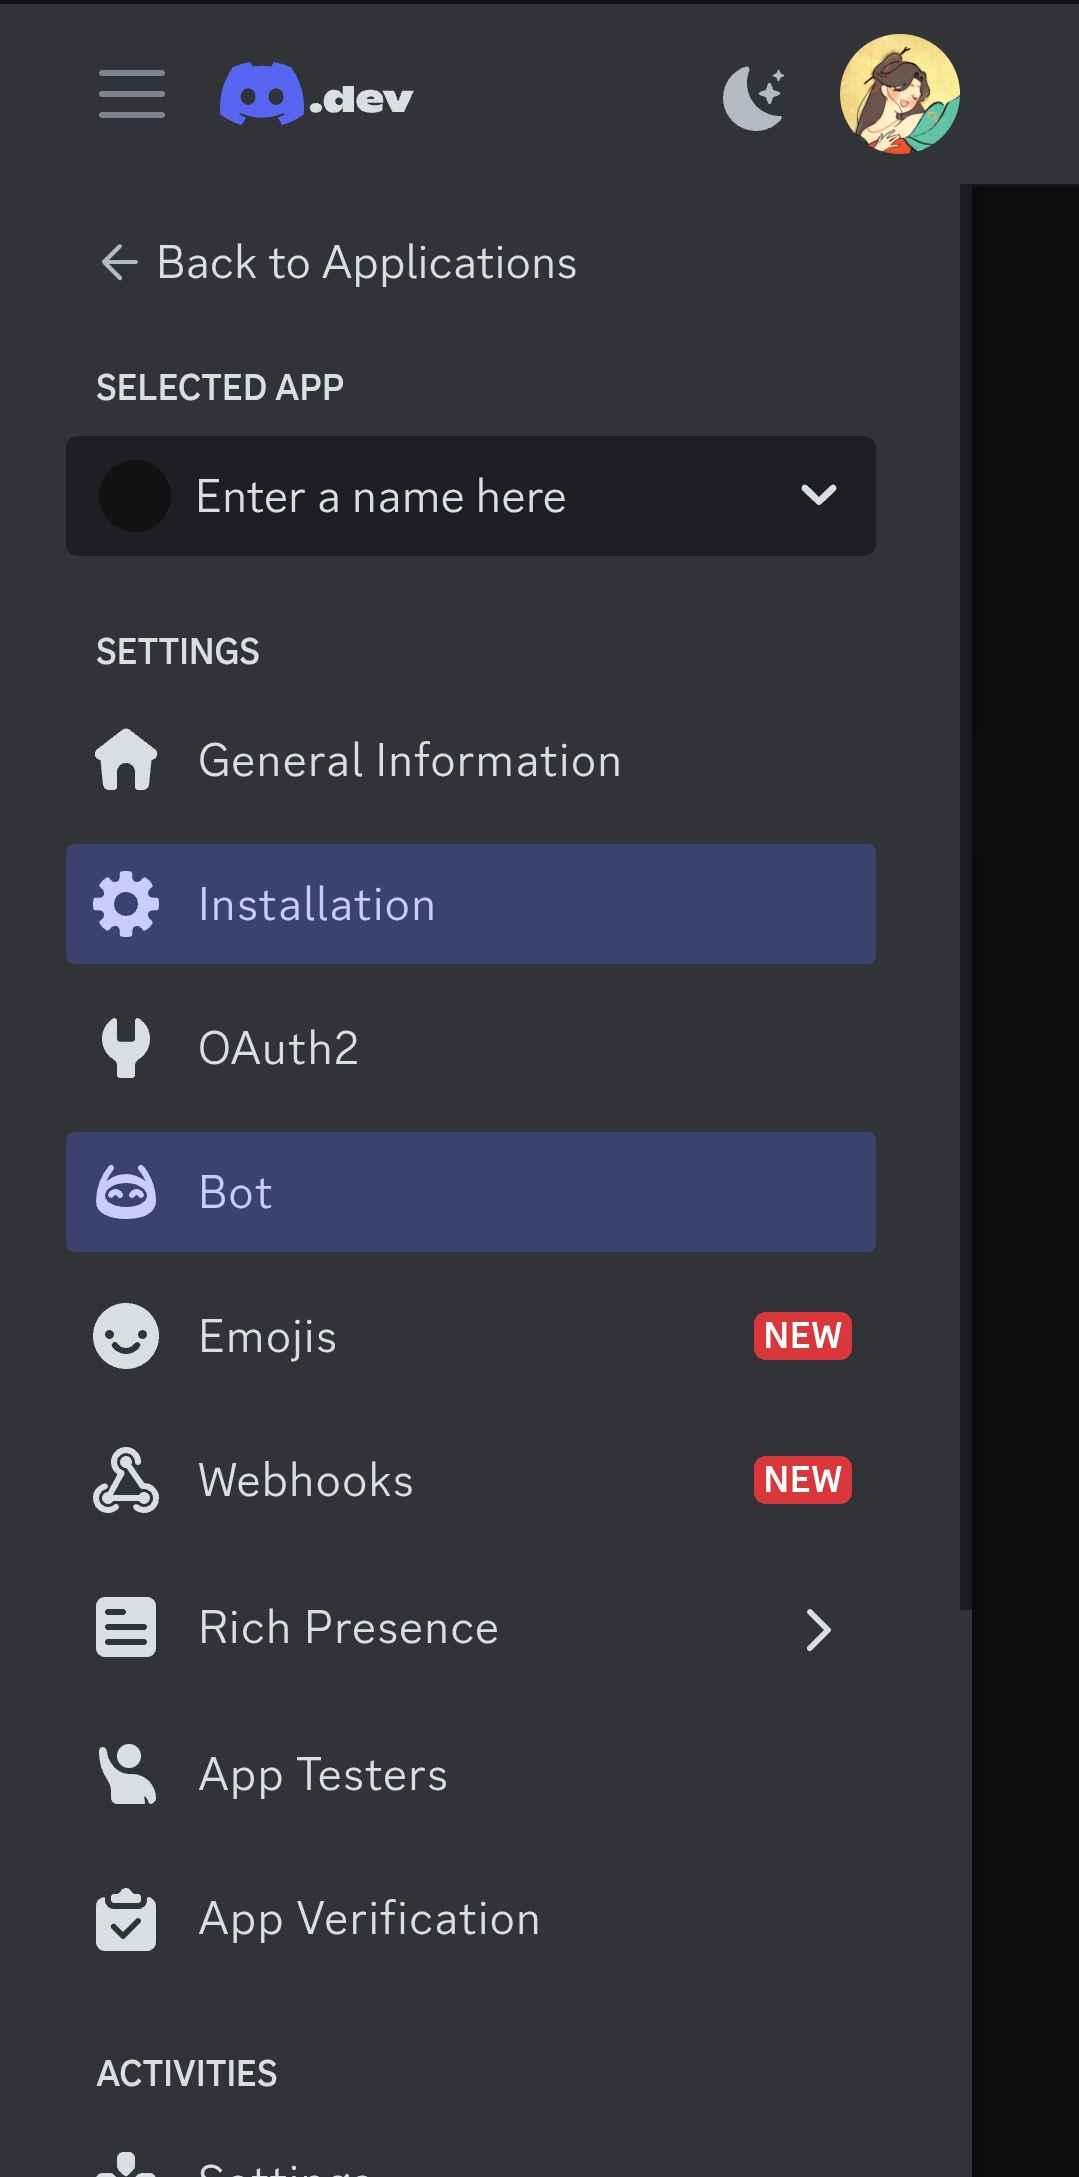 .dev
Back to Applications
SELECTED APP
Enter a name here
SETTINGS
General Information
Installation
OAuth2
Bot
Emojis NEW
Webhooks NEW
Rich Presence
App Testers
App Verification
ACTIVITIES
Settings